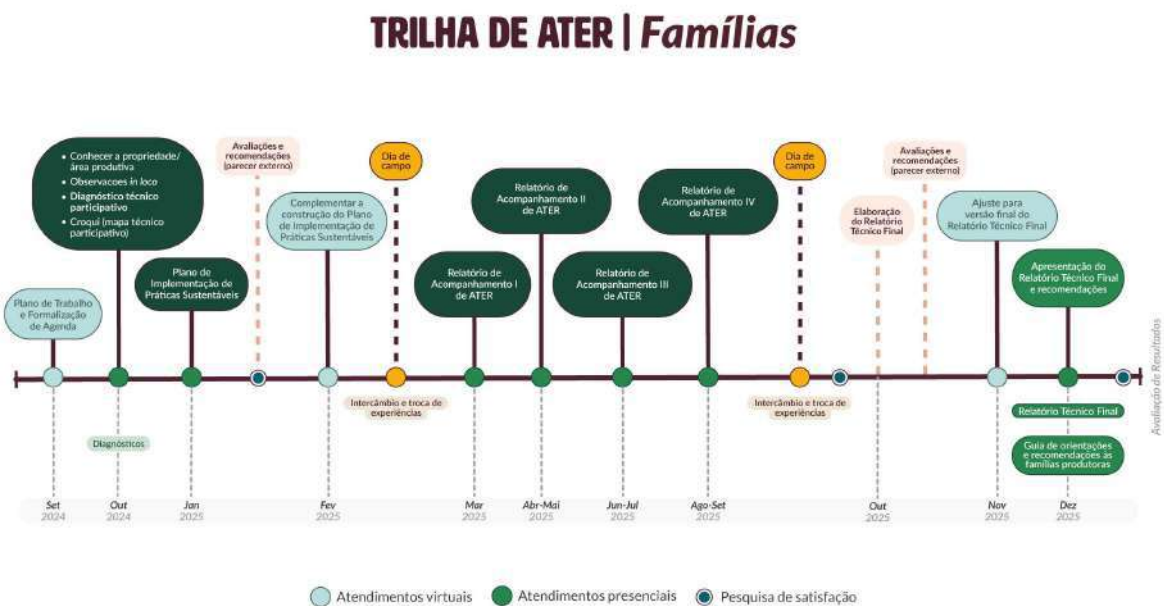 TRILHA DE ATER | Famílias
• Conhecer a propriedade/
área produtiva
• Observacoes in loco
• Diagnóstico técnico
participativo
• Croqui (mapa técnico
participativo)
Avaliações e
recomendações
(parecer externo)
Dia de
campo
Relatório de
Acompanhamento II
de ATER
Relatório de
Acompanhamento IV
de ATER
Dia de
campo
Avaliações e
recomendações
(parecer externo)
Complementar a
construção do Plano
de Implementação de
Práticas Sustentáveis
Elaboração
do Relatório
Técnico Final
Ajuste para
versão final do
Relatório Técnico Final
Plano de
Implementação de
Práticas Sustentáveis
Relatório de
Acompanhamento I
de ATER
Relatório de
Acompanhamento III
de ATER
Apresentação do
Relatório Técnico Final
e recomendações
Plano de Trabalho
e Formalização
de Agenda
Avaliação de Resultados
Intercâmbio e troca de
experiências
Intercâmbio e troca de
experiências
Relatório Técnico Final
Diagnósticos
Guia de orientações
e recomendações às
famílias produtoras
Set
2024
Out
2024
Jan
2025
Fev
2025
Mar
2025
Abr-Mai
2025
Jun-Jul
2025
Ago-Set
2025
Out
2025
Nov
2025
Dez
2025
Atendimentos virtuais
Atendimentos presenciais
Pesquisa de satisfação